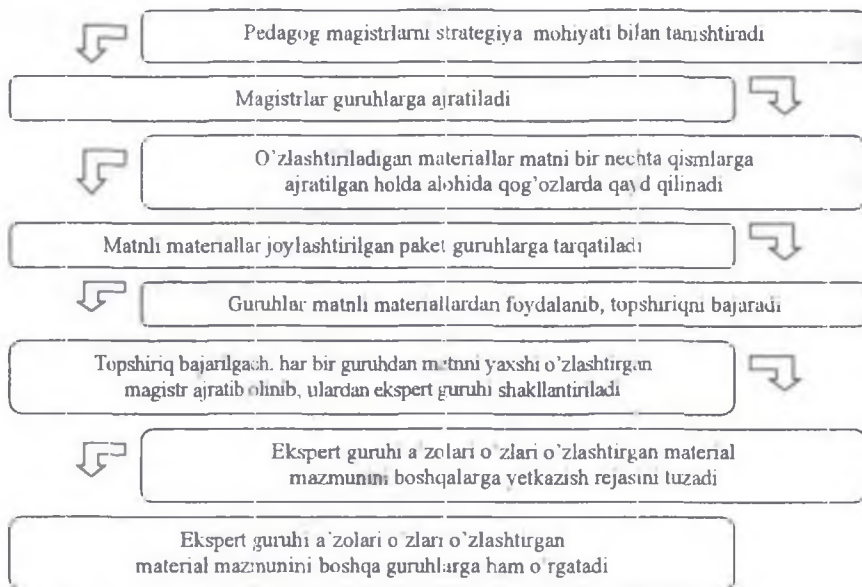 Pedagog magistrlarni strategiya mohiyati bilan tanishtiradi
Magistrlar guruhlarga ajratiladi
O'zlashtiriladigan materiallar matni bir nechta qismlarga
ajratilgan holda alohida qog'ozlarda qayd qilinadi
Matnli materiallar joylashtirilgan paket guruhlarga tarqatiladi
Guruhlar matnli materiallardan foydalanib, topshiriqni bajaradi
Topshiriq bajarilgach. har bir guruhdan matnni yaxshi o'zlashtirgan
magistr ajratib olinib, ulardan ekspert guruhi shakllantiriladi
Ekspert guruhi a'zolari o'zlari o'zlashtirgan material
mazmunini boshqalarga yetkazish rejasini tuzadi
Ekspert guruhi a'zolari o'zlari o'zlashtirgan
material mazmunini boshqa guruhlarga ham o'rgatadi